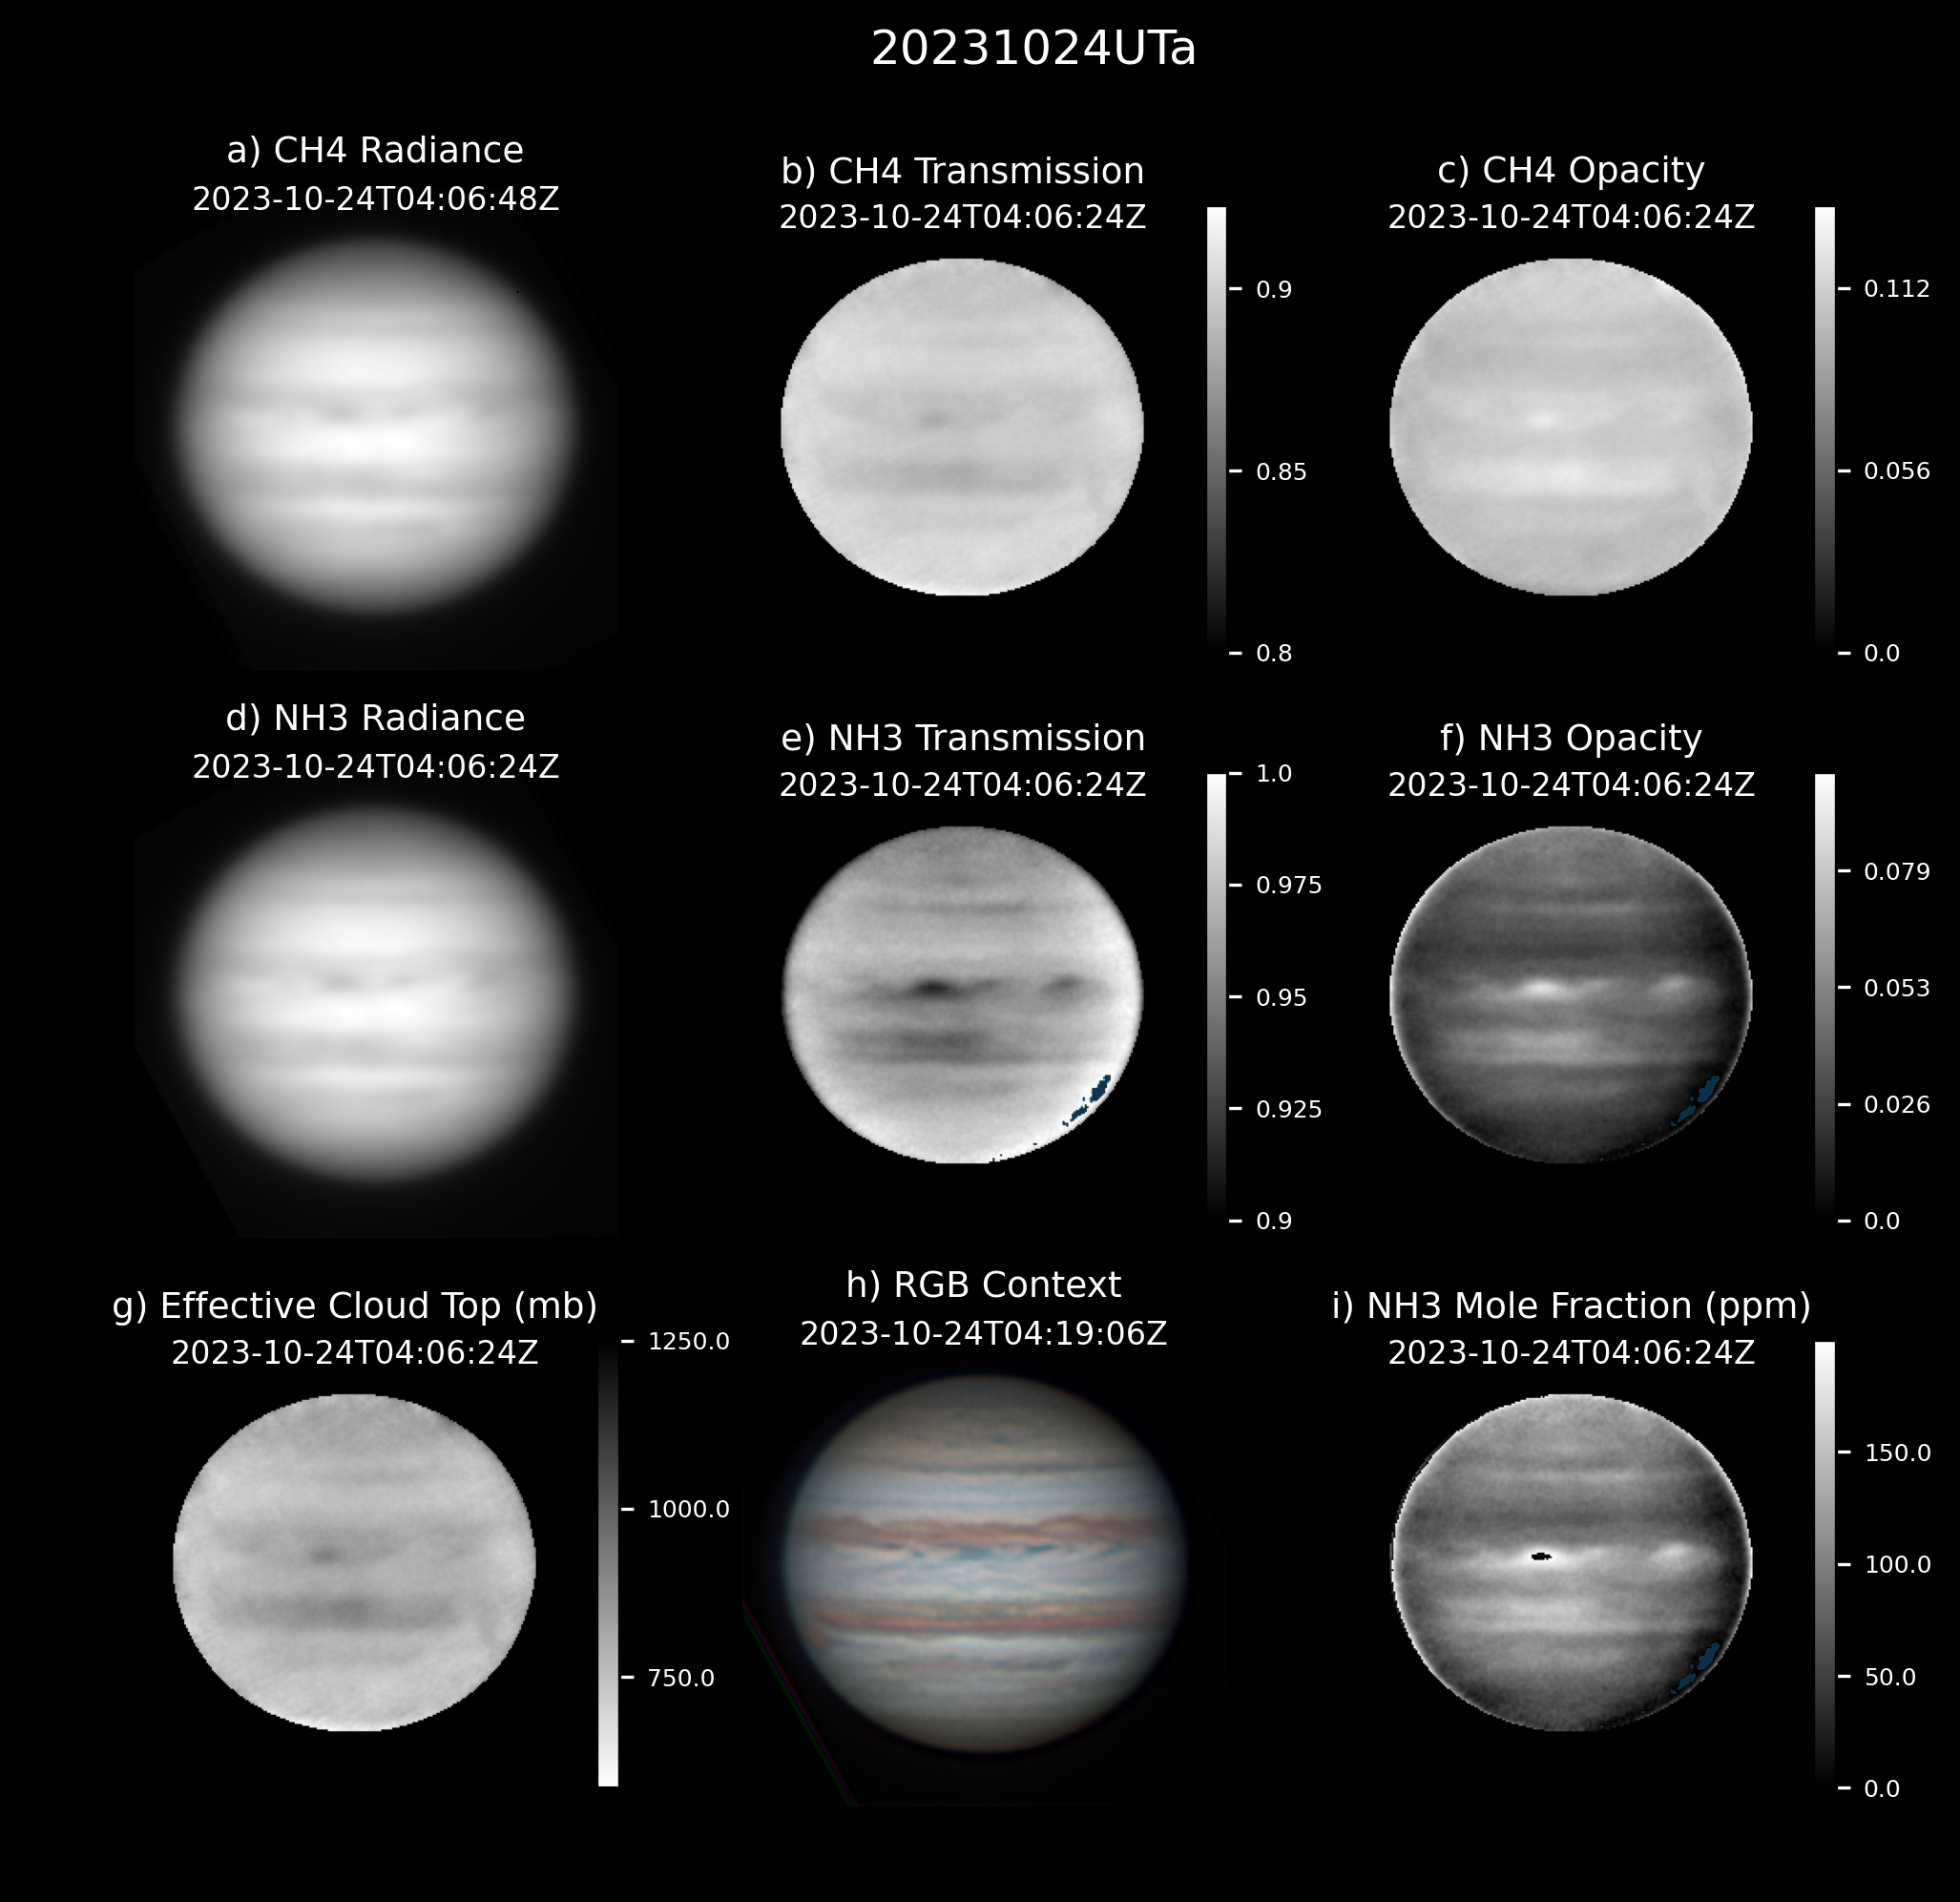 20231024UTa
a) CH4 Radiance
2023-10-24T04:06:48Z
b) CH4 Transmission
2023-10-24T04:06:24Z
0.9
0.85
0.8
c) CH4 Opacity
2023-10-24T04:06:24Z
0.112
0.056
0.0
d) NH3 Radiance
2023-10-24T04:06:24Z
e) NH3 Transmission
2023-10-24T04:06:24Z
1.0
0.975
0.95
0.925
0.9
f) NH3 Opacity
2023-10-24T04:06:24Z
0.079
0.053
0.026
0.0
g) Effective Cloud Top (mb)
2023-10-24T04:06:24Z
1250.0
1000.0
750.0
h) RGB Context
2023-10-24T04:19:06Z
i) NH3 Mole Fraction (ppm)
2023-10-24T04:06:24Z
150.0
100.0
50.0
0.0